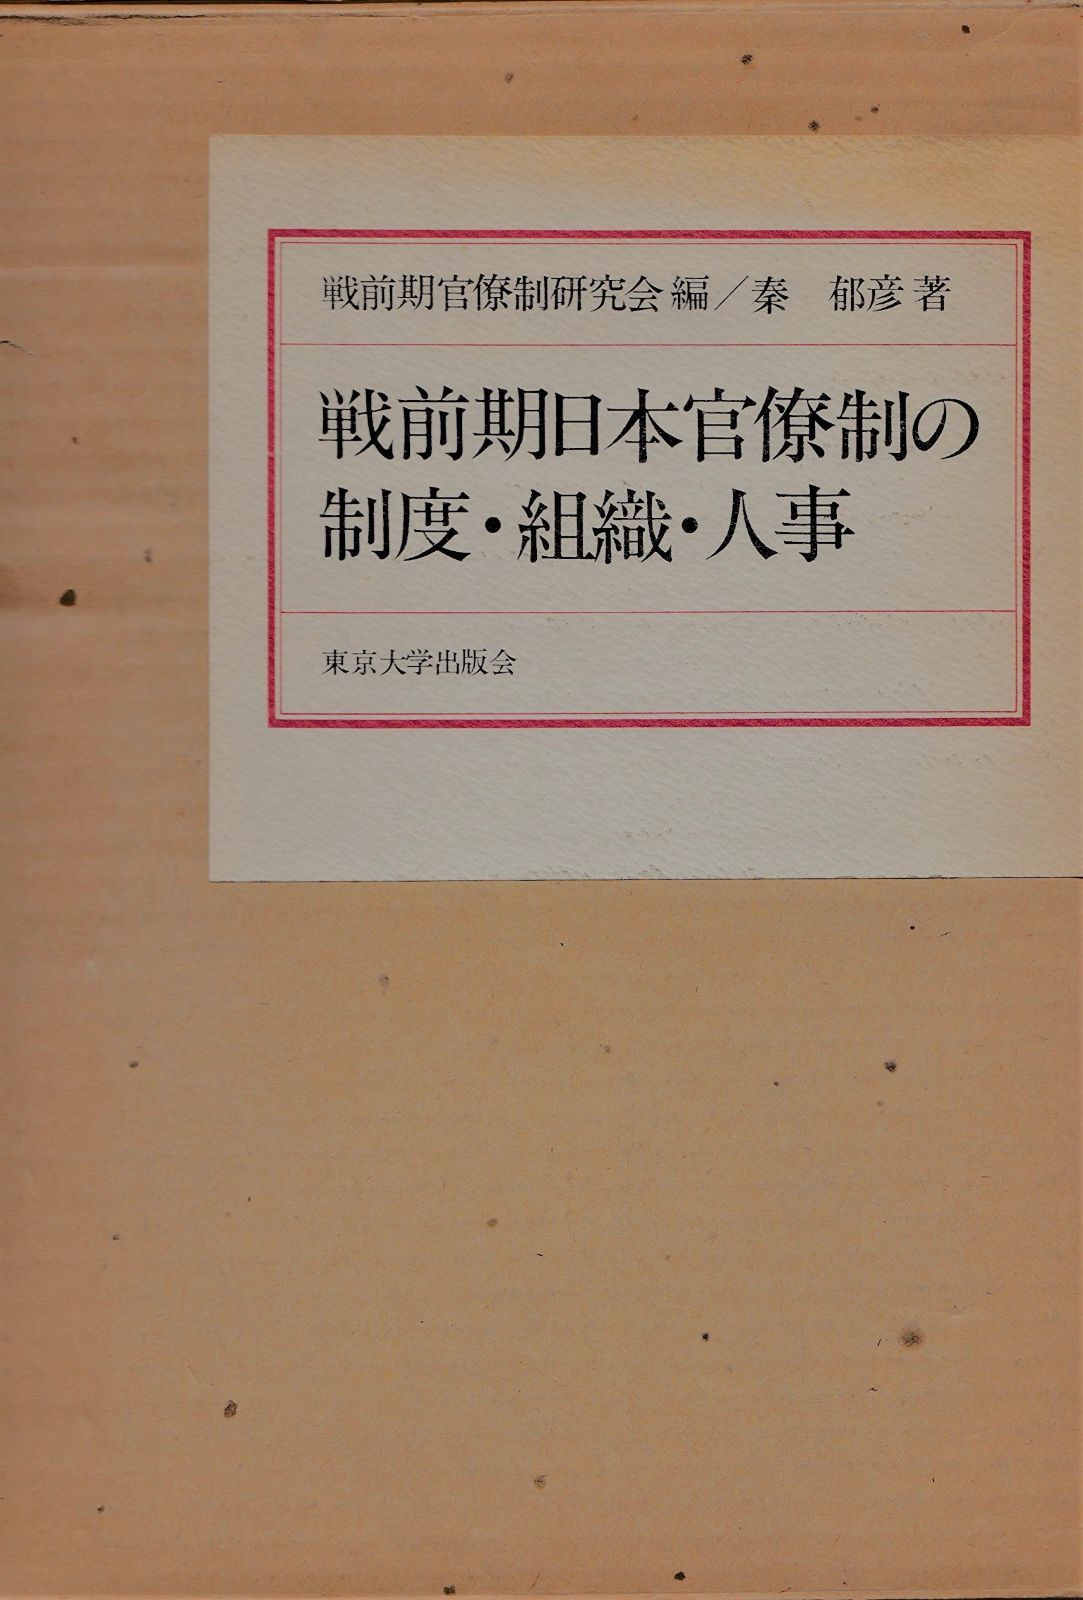 戦前期官僚制研究会編／秦　郁彦著
戦前期日本官僚制の
制度・組織・人事
東京大学出版会